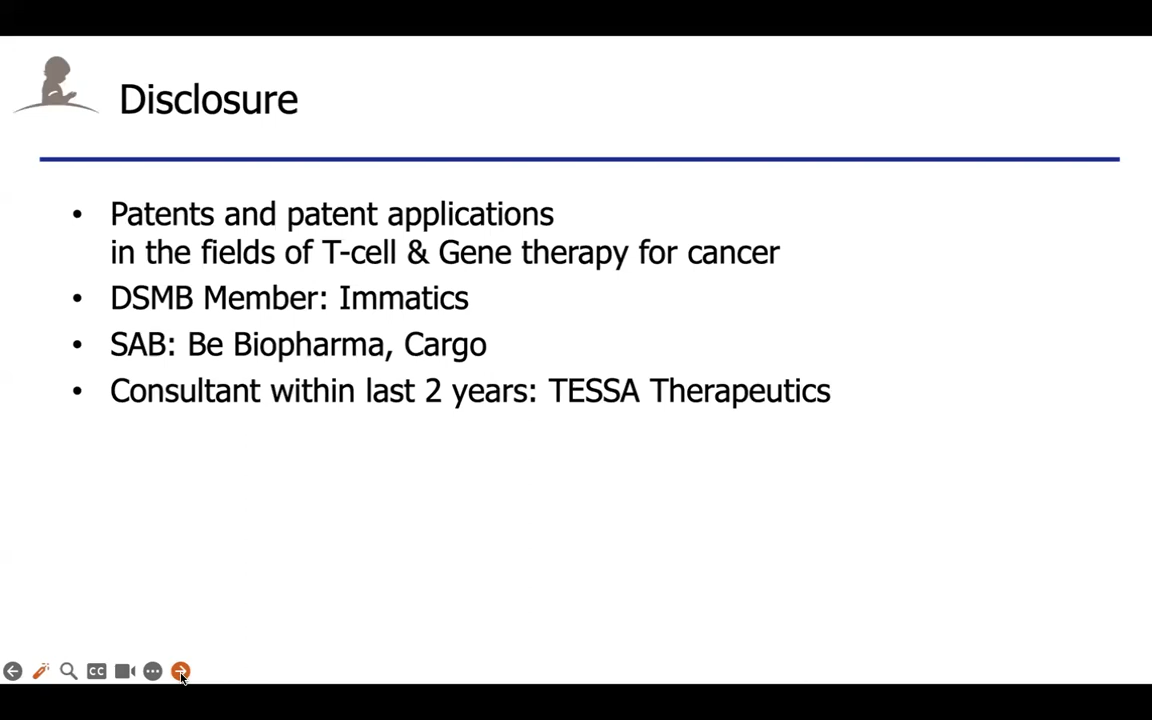 Disclosure
• Patents and patent applications
in the fields of T-cell & Gene therapy for cancer
• DSMB Member: Immatics
• SAB: Be Biopharma, Cargo
• Consultant within last 2 years: TESSA Therapeutics
CC